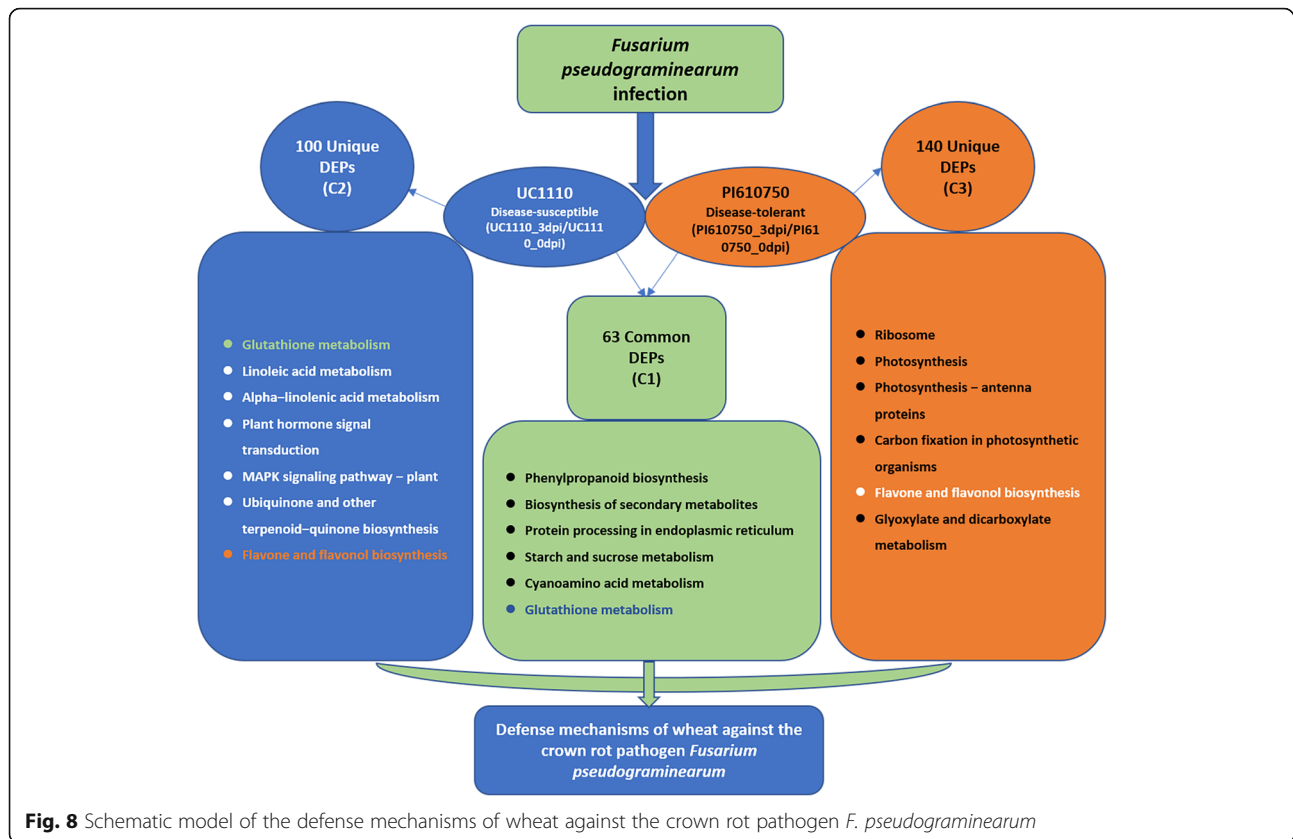 Fusarium
pseudograminearum
infection
100 Unique
DEPs
(C2)
UC1110
Disease-susceptible
(UC1110_3dpi/UC111
0_0dpi)
PI610750
Disease-tolerant
(PI610750_3dpi/PI61
0750_0dpi)
140 Unique
DEPs
(C3)
63 Common
DEPs
(C1)
● Glutathione metabolism
● Linoleic acid metabolism
● Alpha–linolenic acid metabolism
● Plant hormone signal
transduction
● MAPK signaling pathway – plant
● Ubiquinone and other
terpenoid–quinone biosynthesis
● Flavone and flavonol biosynthesis
● Phenylpropanoid biosynthesis
● Biosynthesis of secondary metabolites
● Protein processing in endoplasmic reticulum
● Starch and sucrose metabolism
● Cyanoamino acid metabolism
● Glutathione metabolism
● Ribosome
● Photosynthesis
● Photosynthesis – antenna
proteins
● Carbon fixation in photosynthetic
organisms
● Flavone and flavonol biosynthesis
● Glyoxylate and dicarboxylate
metabolism
Defense mechanisms of wheat against the
crown rot pathogen Fusarium
pseudograminearum
Fig. 8 Schematic model of the defense mechanisms of wheat against the crown rot pathogen F. pseudograminearum